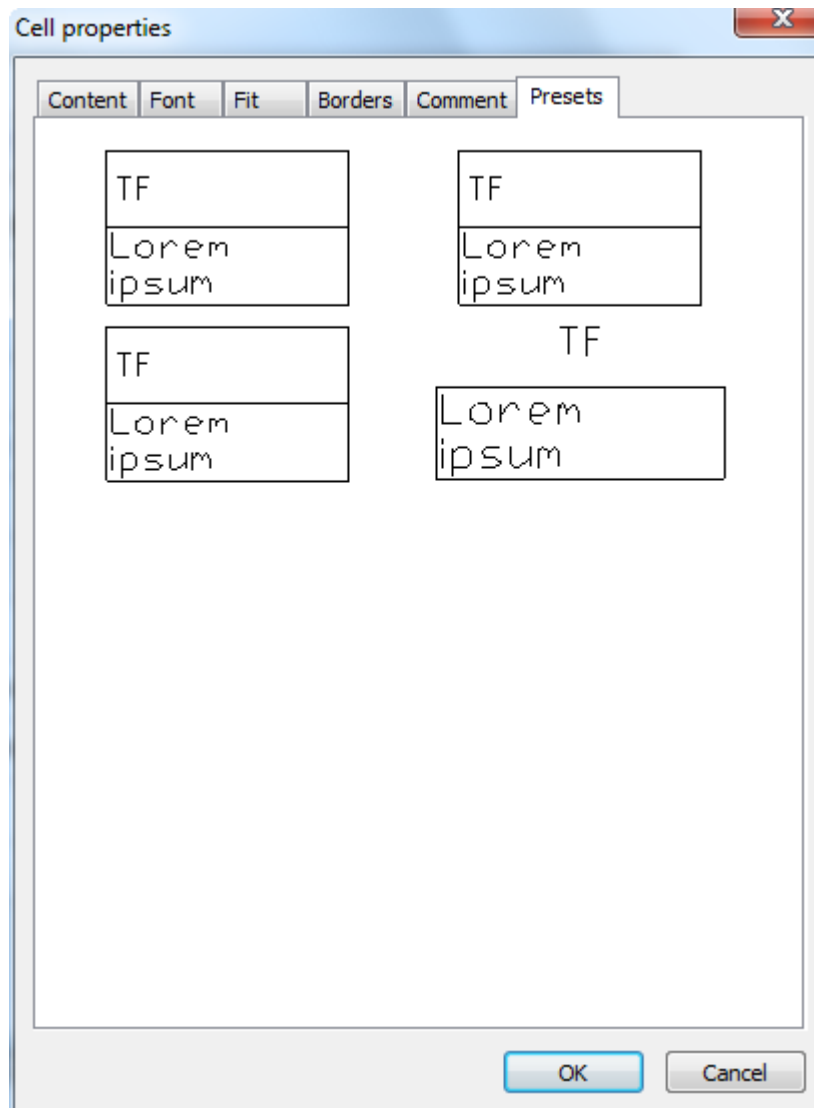 Cell properties
Content Font Fit Borders Comment Presets
TF
Lorem
ipsum
TF
Lorem
ipsum
TF
Lorem
ipsum
TF
Lorem
ipsum
OK Cancel